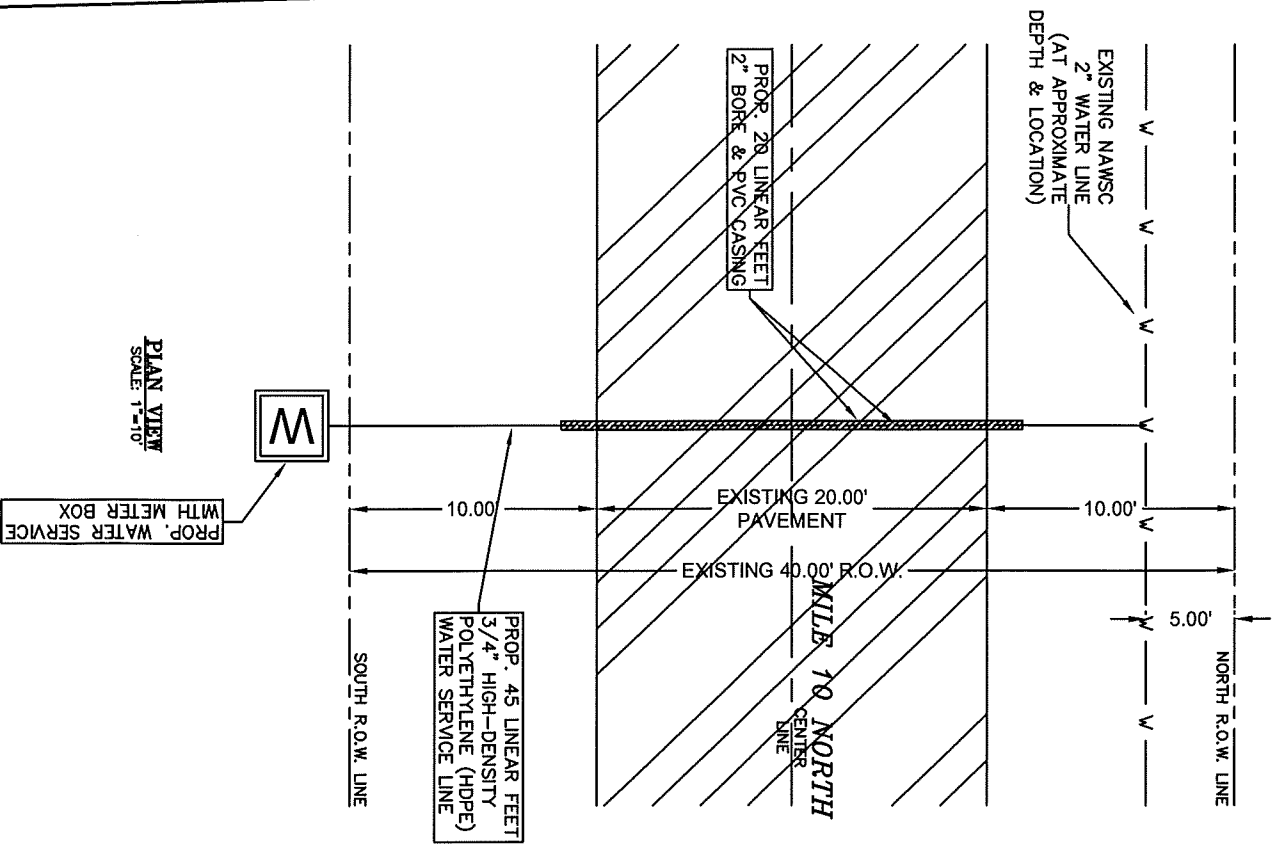 EXISTING NAWSC
2" WATER LINE
(AT APPROXIMATE
DEPTH & LOCATION)
W
W
W
W
W
W
W
NORTH R.O.W. LINE
5.00'
PROP. 20 LINEAR FEET
2" BORE & PVC CASING
10.00'
EXISTING 20.00'
PAVEMENT
10.00'
EXISTING 40.00' R.O.W.
MILE 10 NORTH
CENTER
LINE
PROP. 45 LINEAR FEET
3/4" HIGH-DENSITY
POLYETHYLENE (HDPE)
WATER SERVICE LINE
SOUTH R.O.W. LINE
W
PROP. WATER SERVICE
WITH METER BOX
PLAN VIEW
SCALE: 1"=10'